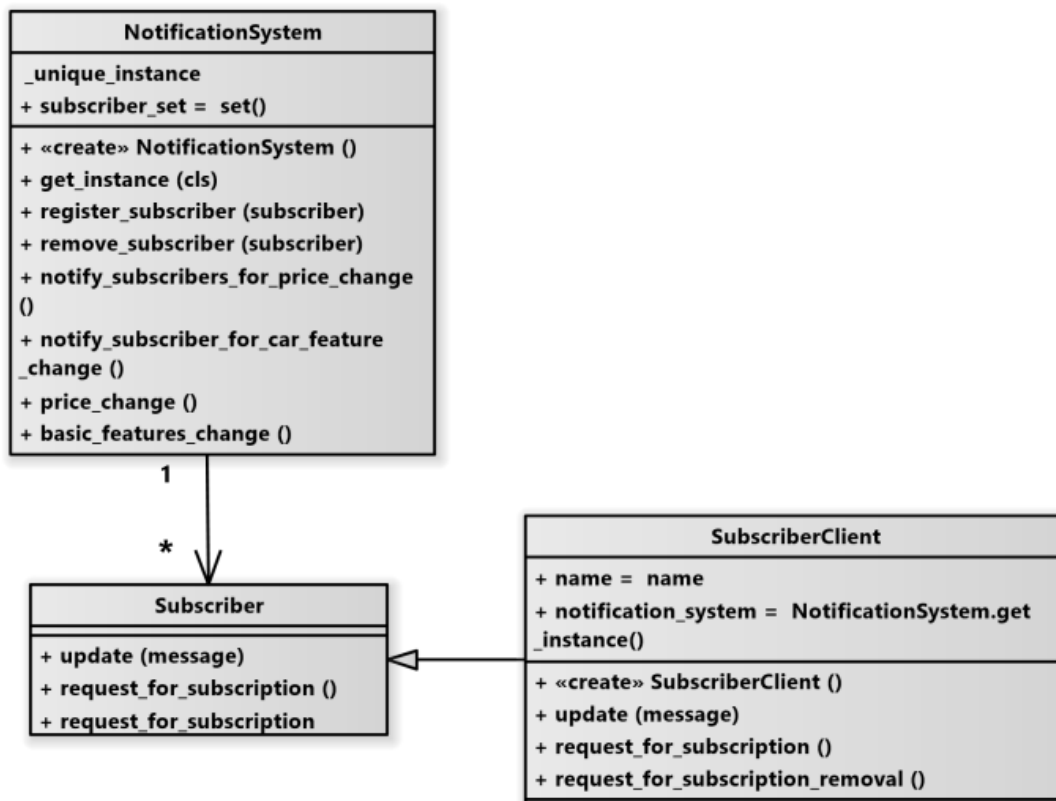 NotificationSystem
_unique_instance
+ subscriber_set = set()
+ «create» NotificationSystem ()
+ get_instance (cls)
+ register_subscriber (subscriber)
+ remove_subscriber (subscriber)
+ notify_subscribers_for_price_change
()
+ notify_subscriber_for_car_feature
_change ()
+ price_change ()
+ basic_features_change ()
1
*
Subscriber
+ update (message)
+ request_for_subscription ()
+ request_for_subscription
SubscriberClient
+ name = name
+ notification_system = NotificationSystem.get
_instance()
+ «create» SubscriberClient ()
+ update (message)
+ request_for_subscription ()
+ request_for_subscription_removal ()